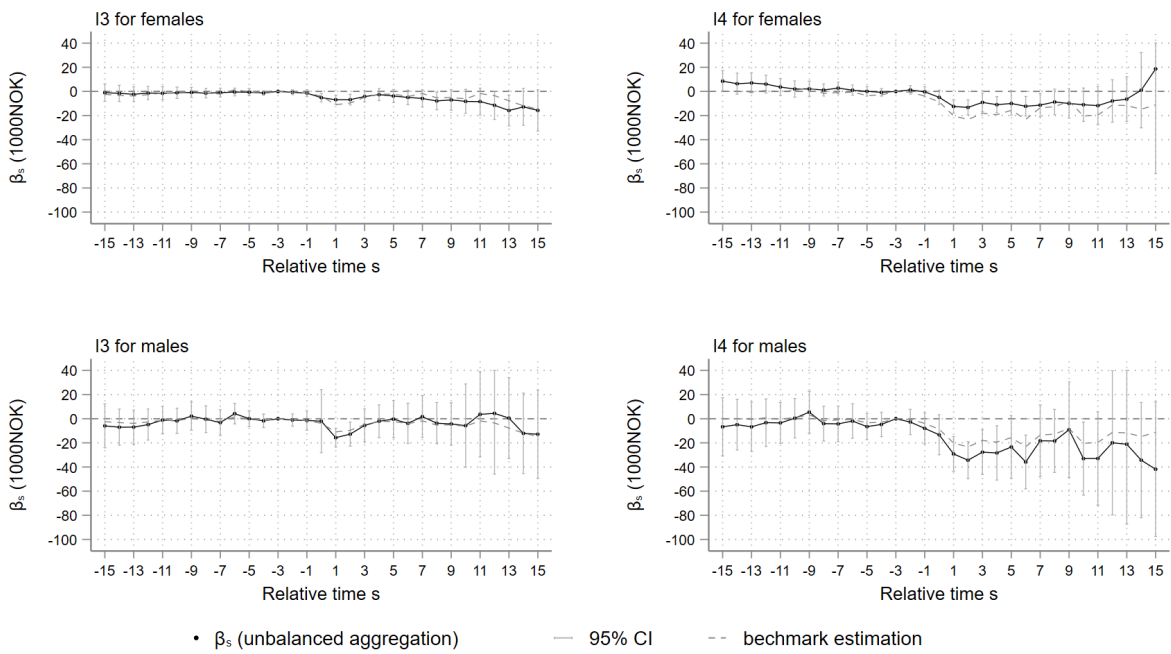 I3 for females
40
20
0
-20
-40
-60
-80
-100
βₛ (1000NOK)
-15 -13 -11 -9 -7 -5 -3 -1 1 3 5 7 9 11 13 15
Relative time s
I4 for females
40
20
0
-20
-40
-60
-80
-100
βₛ (1000NOK)
-15 -13 -11 -9 -7 -5 -3 -1 1 3 5 7 9 11 13 15
Relative time s
I3 for males
40
20
0
-20
-40
-60
-80
-100
βₛ (1000NOK)
-15 -13 -11 -9 -7 -5 -3 -1 1 3 5 7 9 11 13 15
Relative time s
I4 for males
40
20
0
-20
-40
-60
-80
-100
βₛ (1000NOK)
-15 -13 -11 -9 -7 -5 -3 -1 1 3 5 7 9 11 13 15
Relative time s
βₛ (unbalanced aggregation) 95% CI bechmark estimation